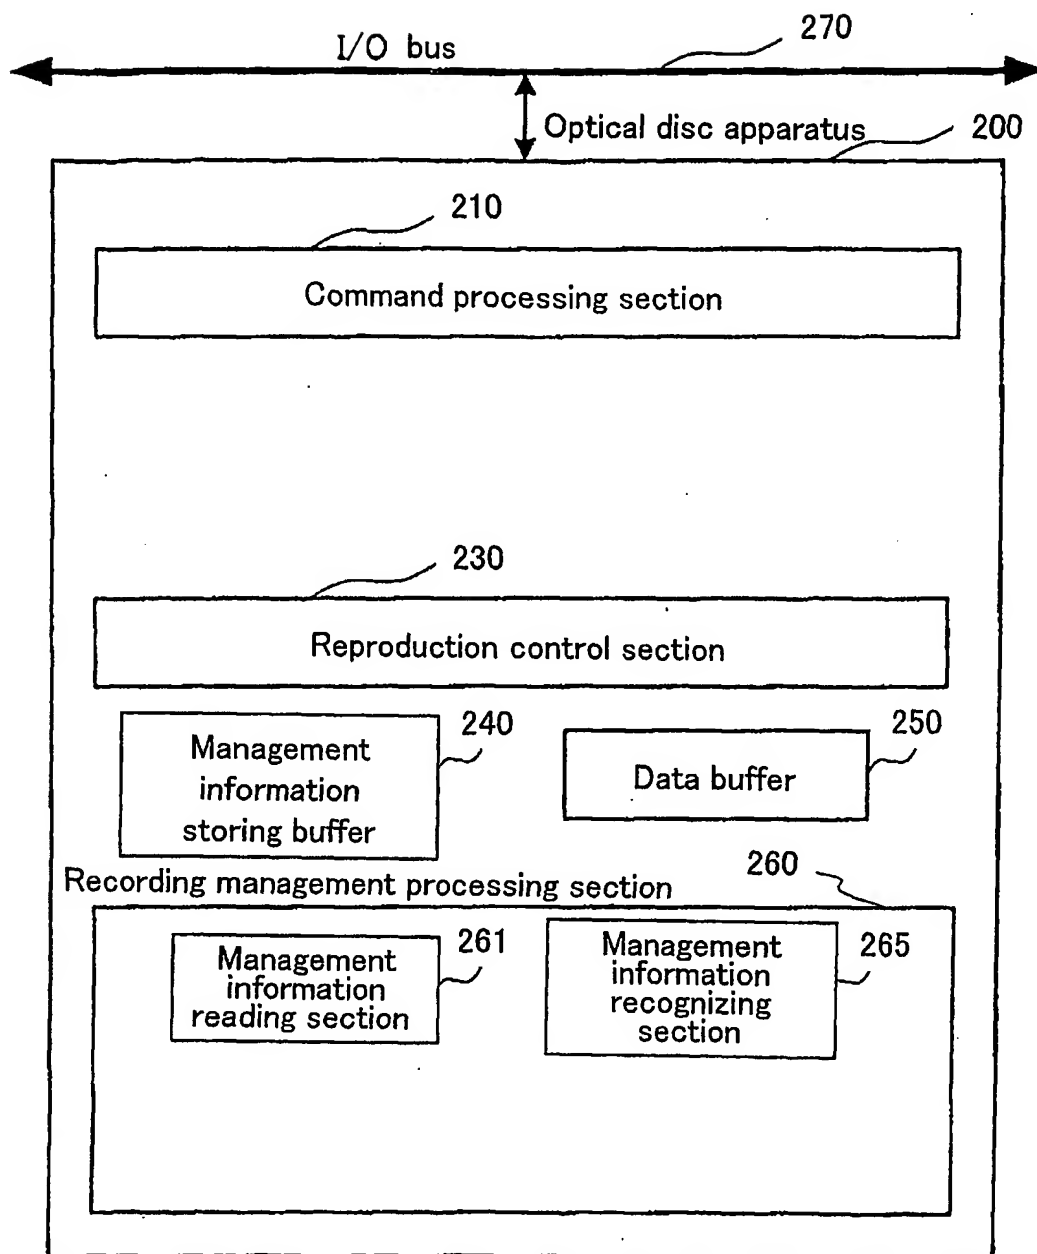 270
I/O bus
Optical disc apparatus
200
210
Command processing section
230
Reproduction control section
240
Management
information
storing buffer
250
Data buffer
Recording management processing section
260
261
Management
information
reading section
Management
information
recognizing
section
265